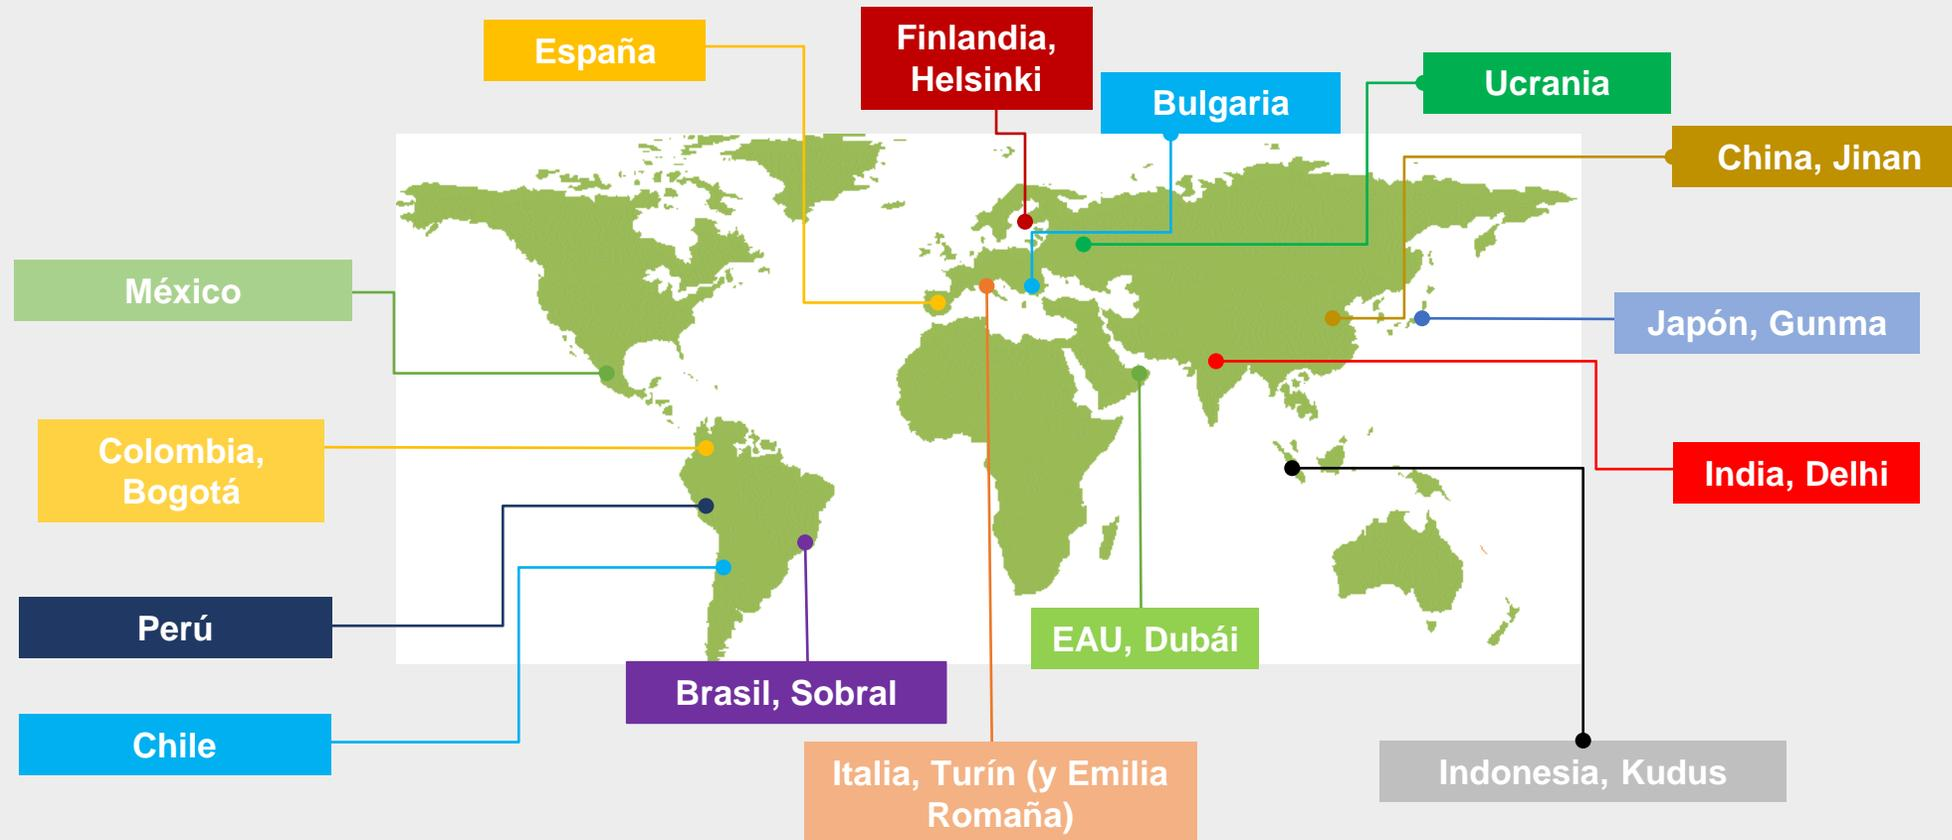 España
Finlandia,
Helsinki
Bulgaria
Ucrania
China, Jinan
México
Japón, Gunma
Colombia,
Bogotá
India, Delhi
Perú
EAU, Dubái
Brasil, Sobral
Chile
Italia, Turín (y Emilia
Romaña)
Indonesia, Kudus